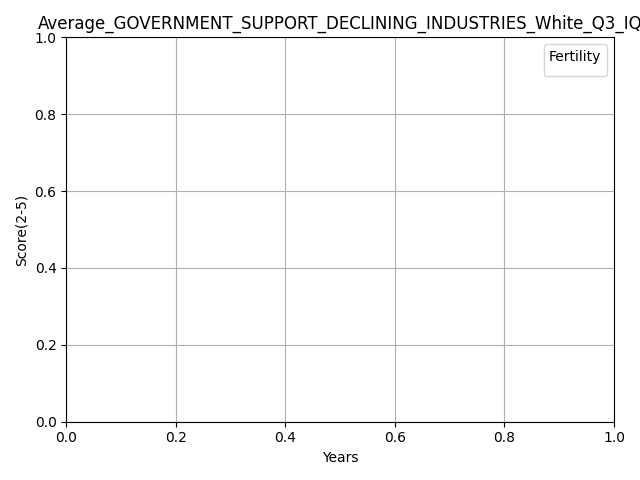 Average_GOVERNMENT_SUPPORT_DECLINING_INDUSTRIES_White_Q3_IQ
Fertility
1.0
0.8
0.6
0.4
0.2
0.0
Score(2-5)
0.0 0.2 0.4 0.6 0.8 1.0
Years